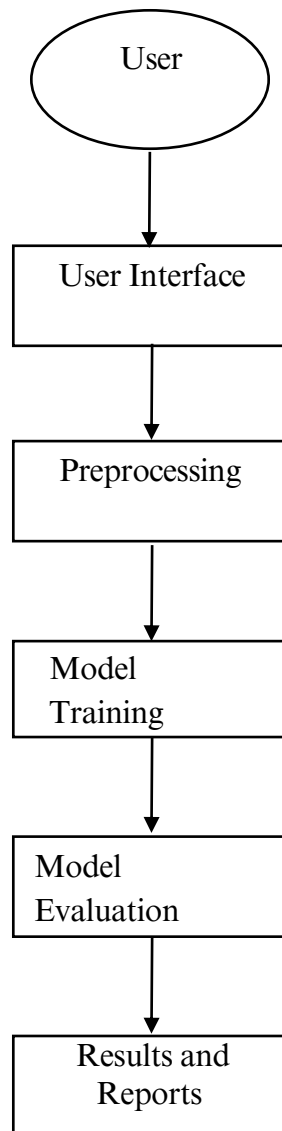 User
User Interface
Preprocessing
Model
Training
Model
Evaluation
Results and
Reports